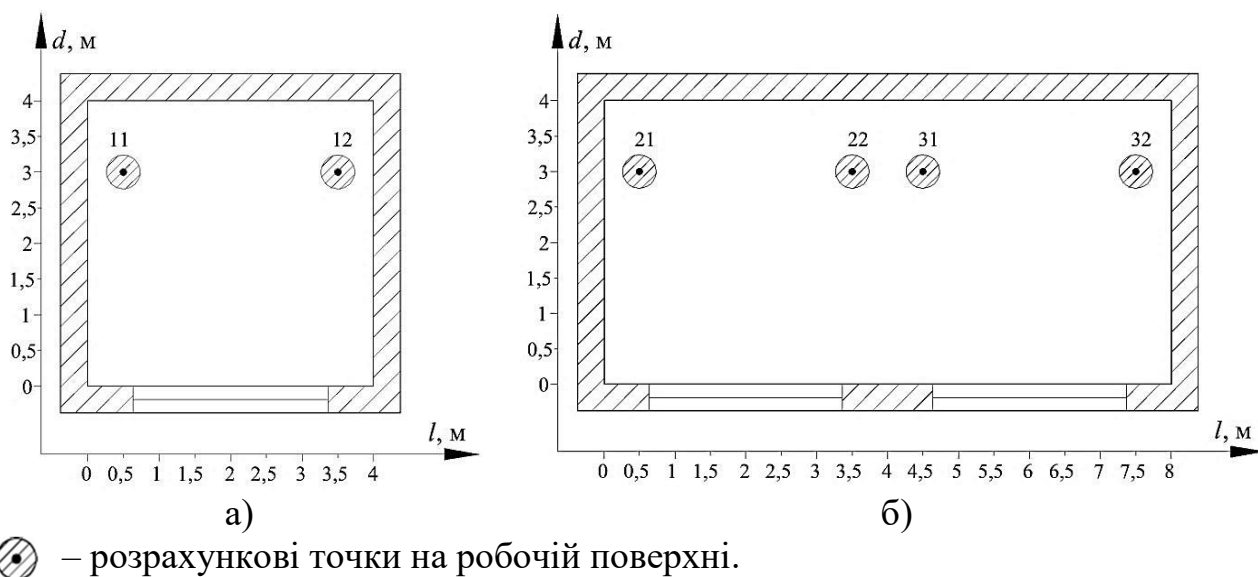 d, м
d, м
4
3,5
3
2,5
2
1,5
1
0,5
0
11
12
4
3,5
3
2,5
2
1,5
1
0,5
0
21
22
31
32
l, м
l, м
0 0,5 1 1,5 2 2,5 3 3,5 4
0 0,5 1 1,5 2 2,5 3 3,5 4 4,5 5 5,5 6 6,5 7 7,5 8
а)
б)
– розрахункові точки на робочій поверхні.